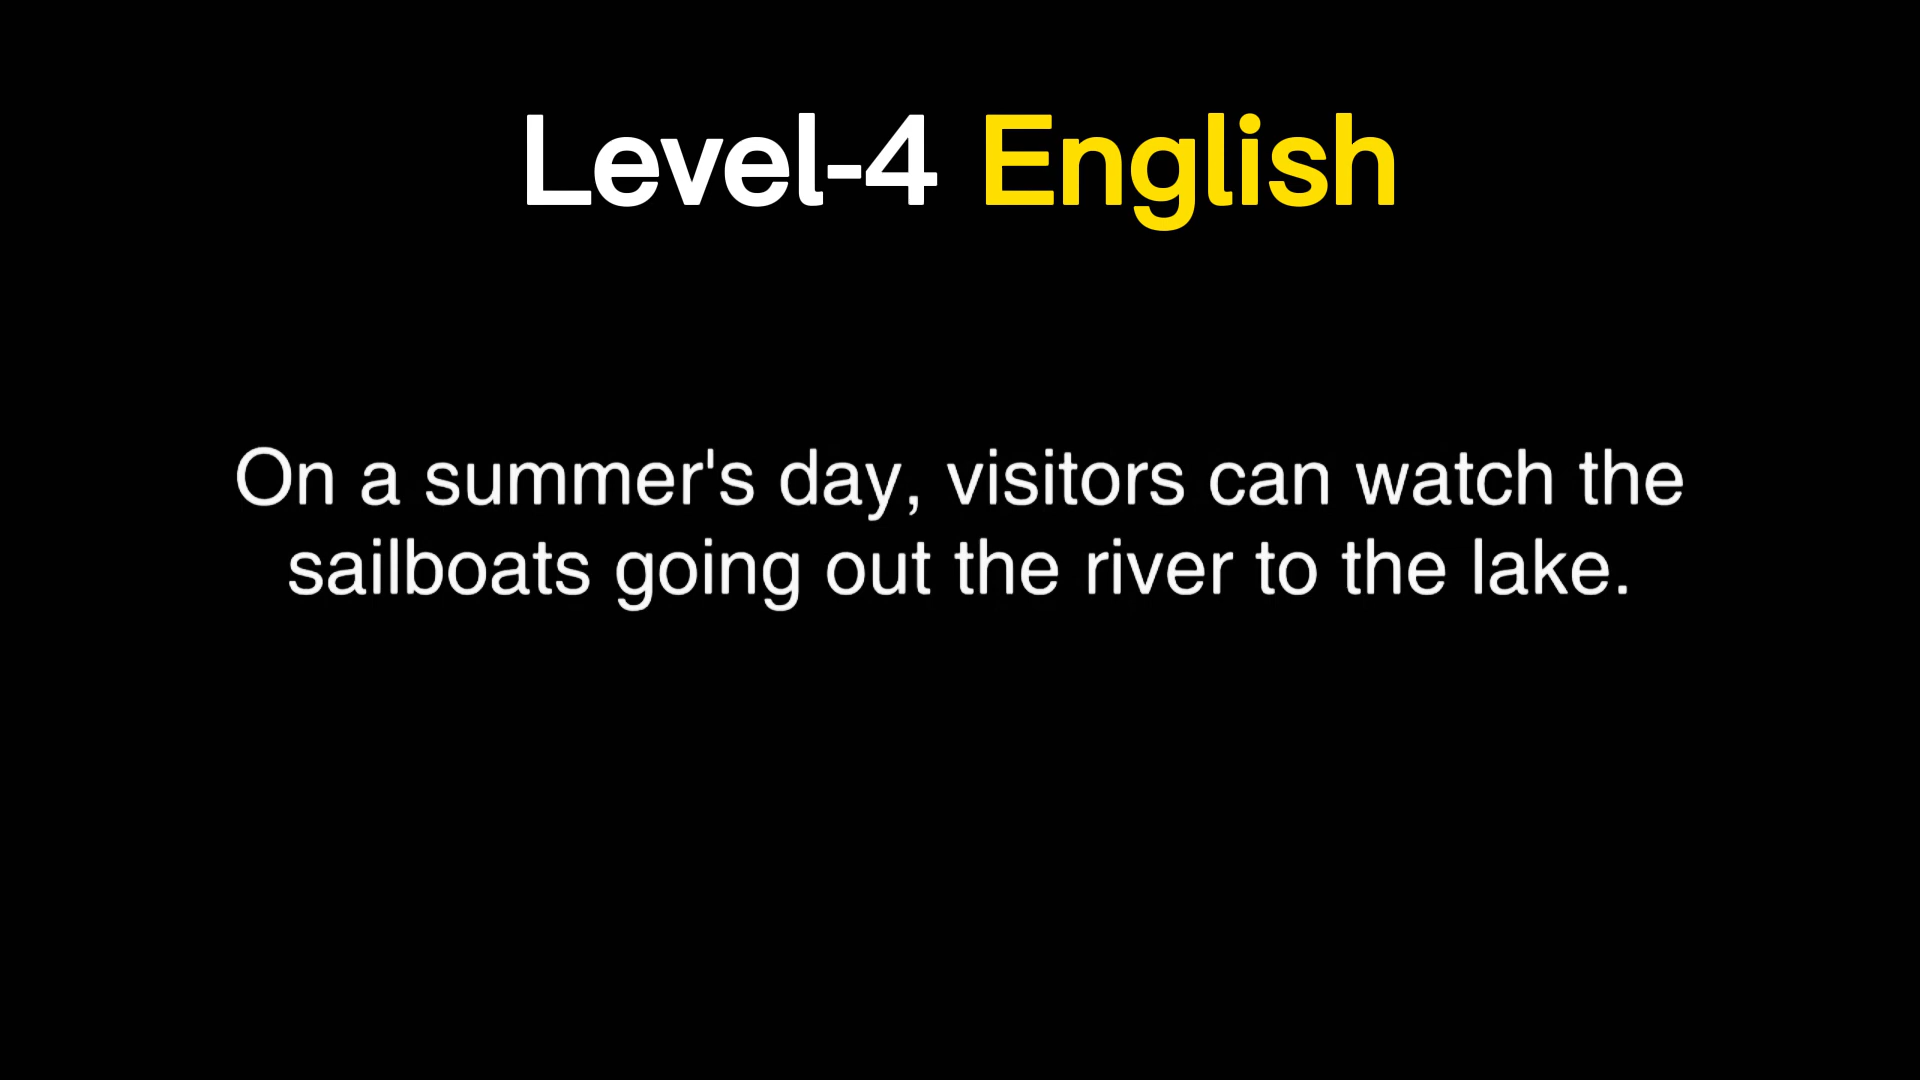 Level-4 English
On a summer's day, visitors can watch the
sailboats going out the river to the lake.